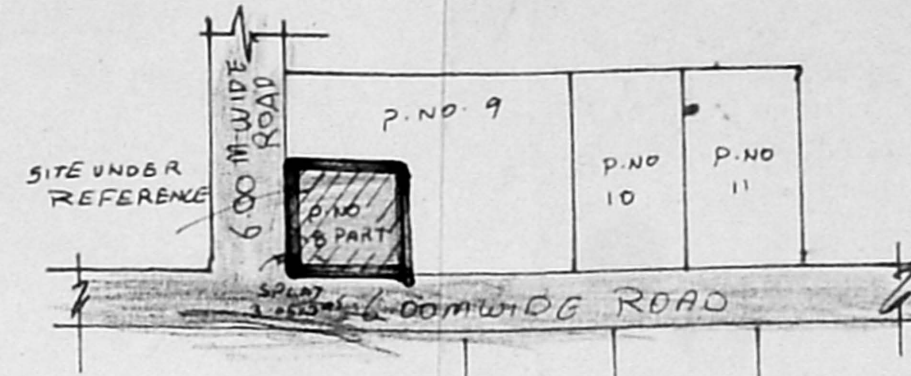 6.00 M WIDE
ROAD
P. NO. 9
P. NO
10
P. NO
11
SITE UNDER
REFERENCE
P. NO
8 PART
SPLAY
6.00M WIDE ROAD